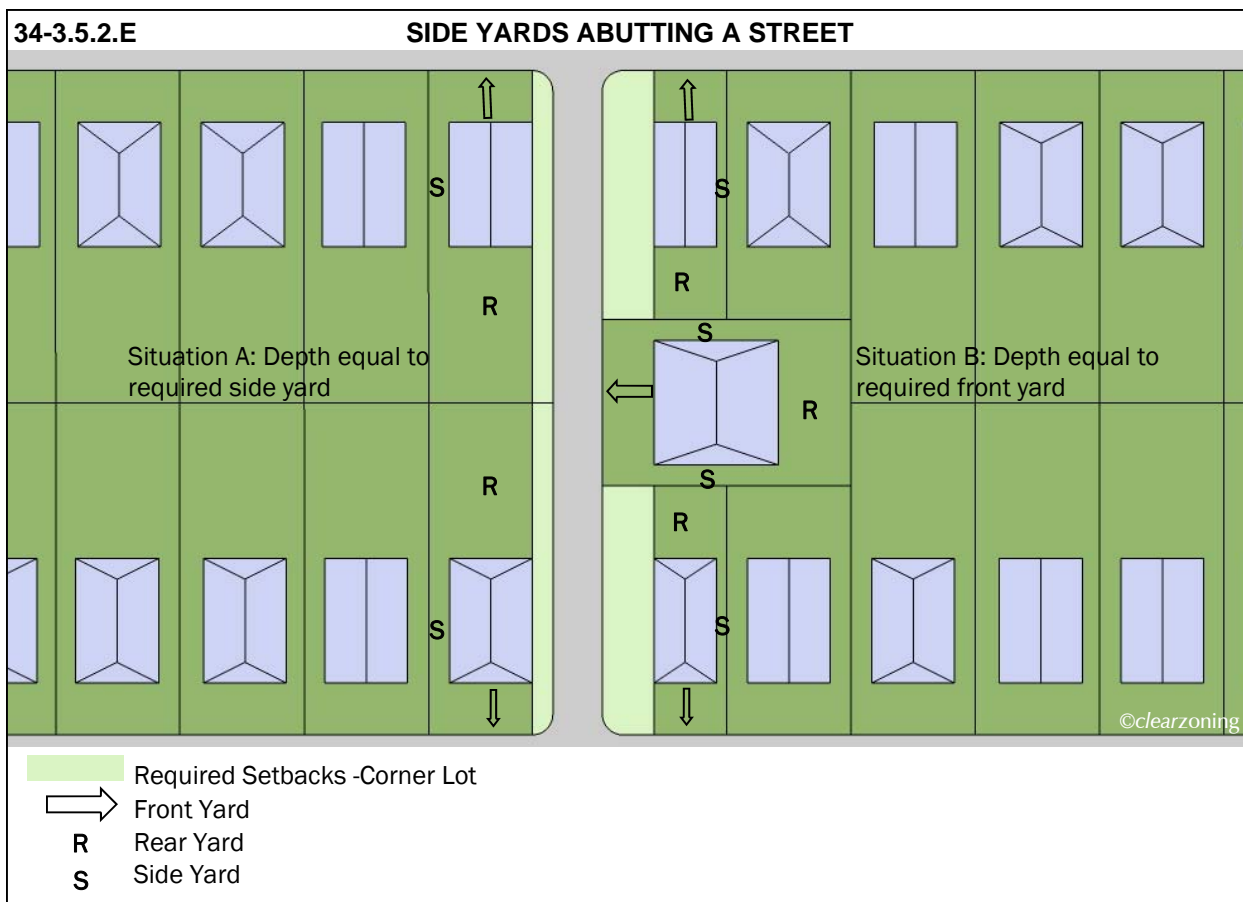 34-3.5.2.E SIDE YARDS ABUTTING A STREET
S
S
R
R
S
Situation A: Depth equal to
required side yard
Situation B: Depth equal to
required front yard
R
R
S
R
S
S
©clearzoning
Required Setbacks -Corner Lot
Front Yard
R Rear Yard
S Side Yard